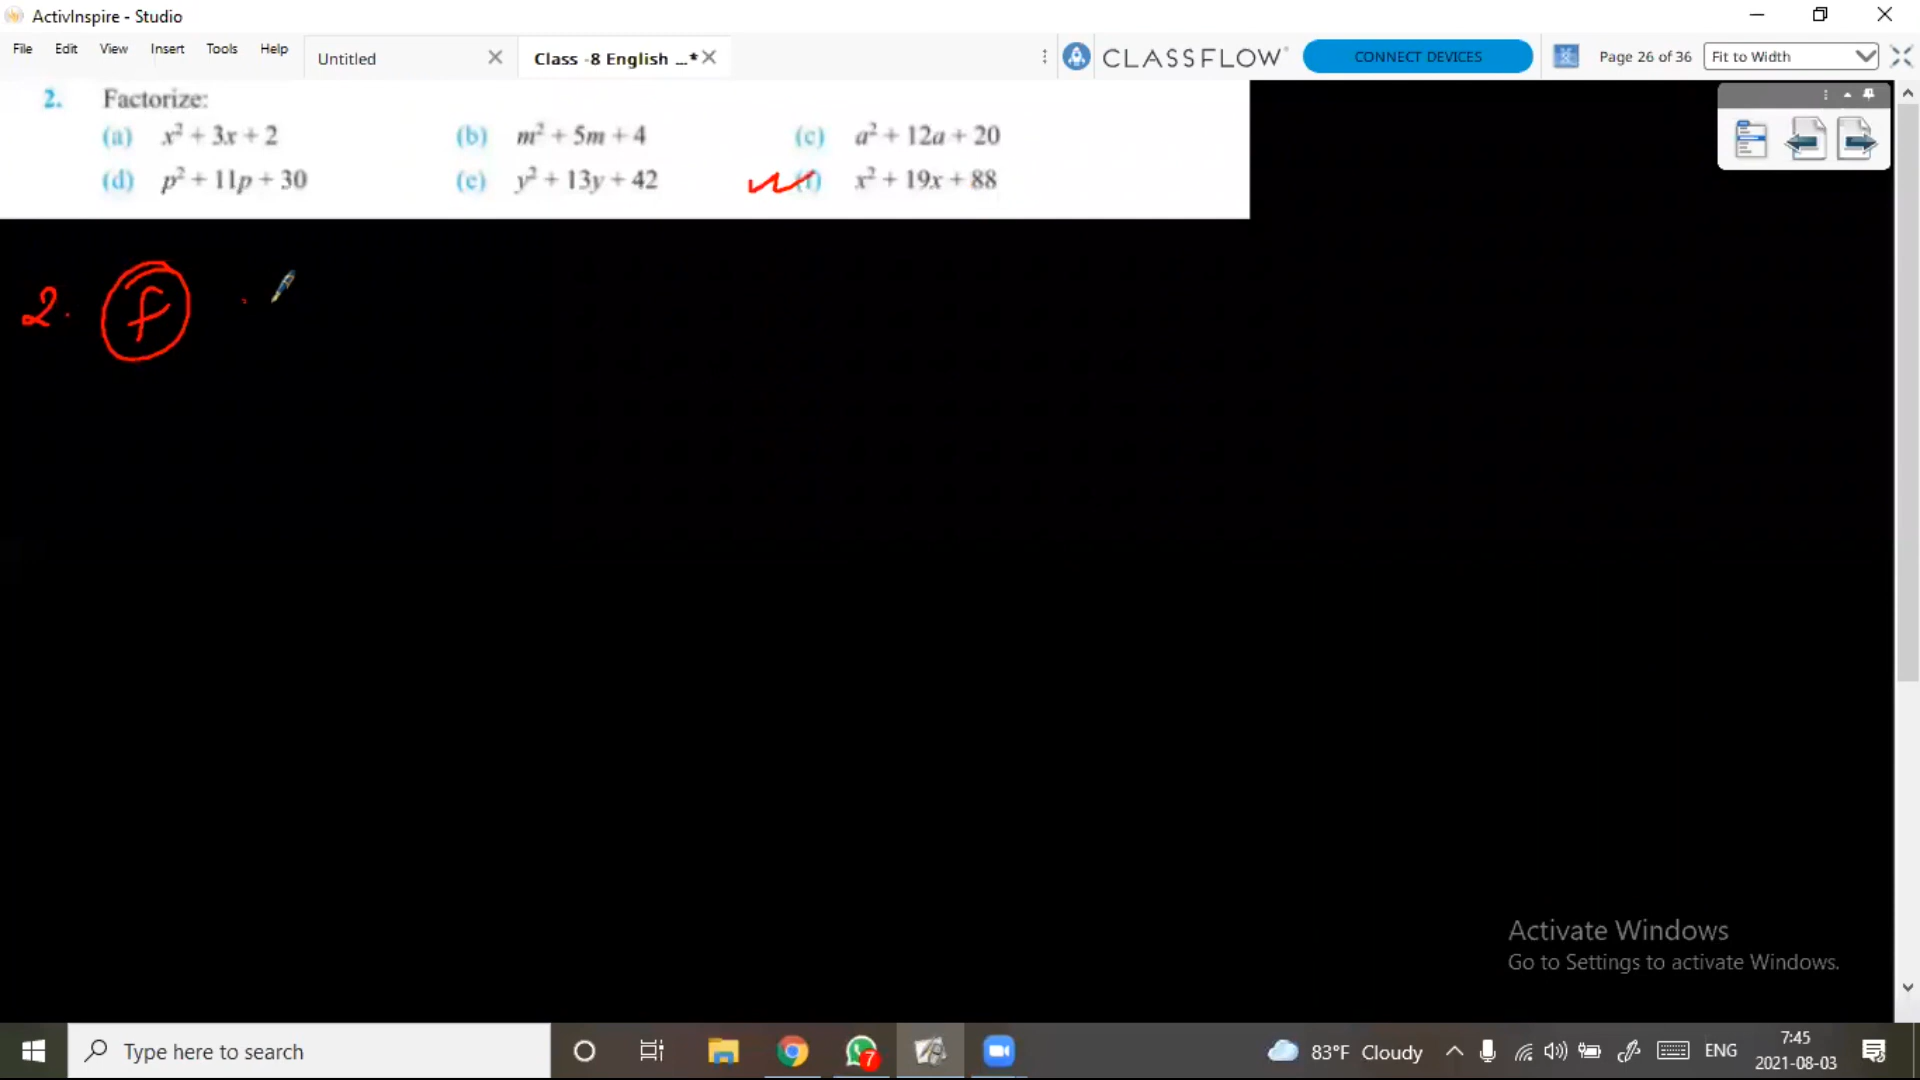 ActivInspire - Studio
File Edit View Insert Tools Help
Untitled
Class -8 English ...*
CLASSFLOW
CONNECT DEVICES
Page 26 of 36
Fit to Width
2. Factorize:
(a) x² + 3x + 2 (b) m² + 5m + 4 (c) a² + 12a + 20
(d) p² + 11p + 30 (e) y² + 13y + 42 (f) x² + 19x + 88
2. f
Activate Windows
Go to Settings to activate Windows.
Type here to search
7
83°F Cloudy
ENG
7:45
2021-08-03